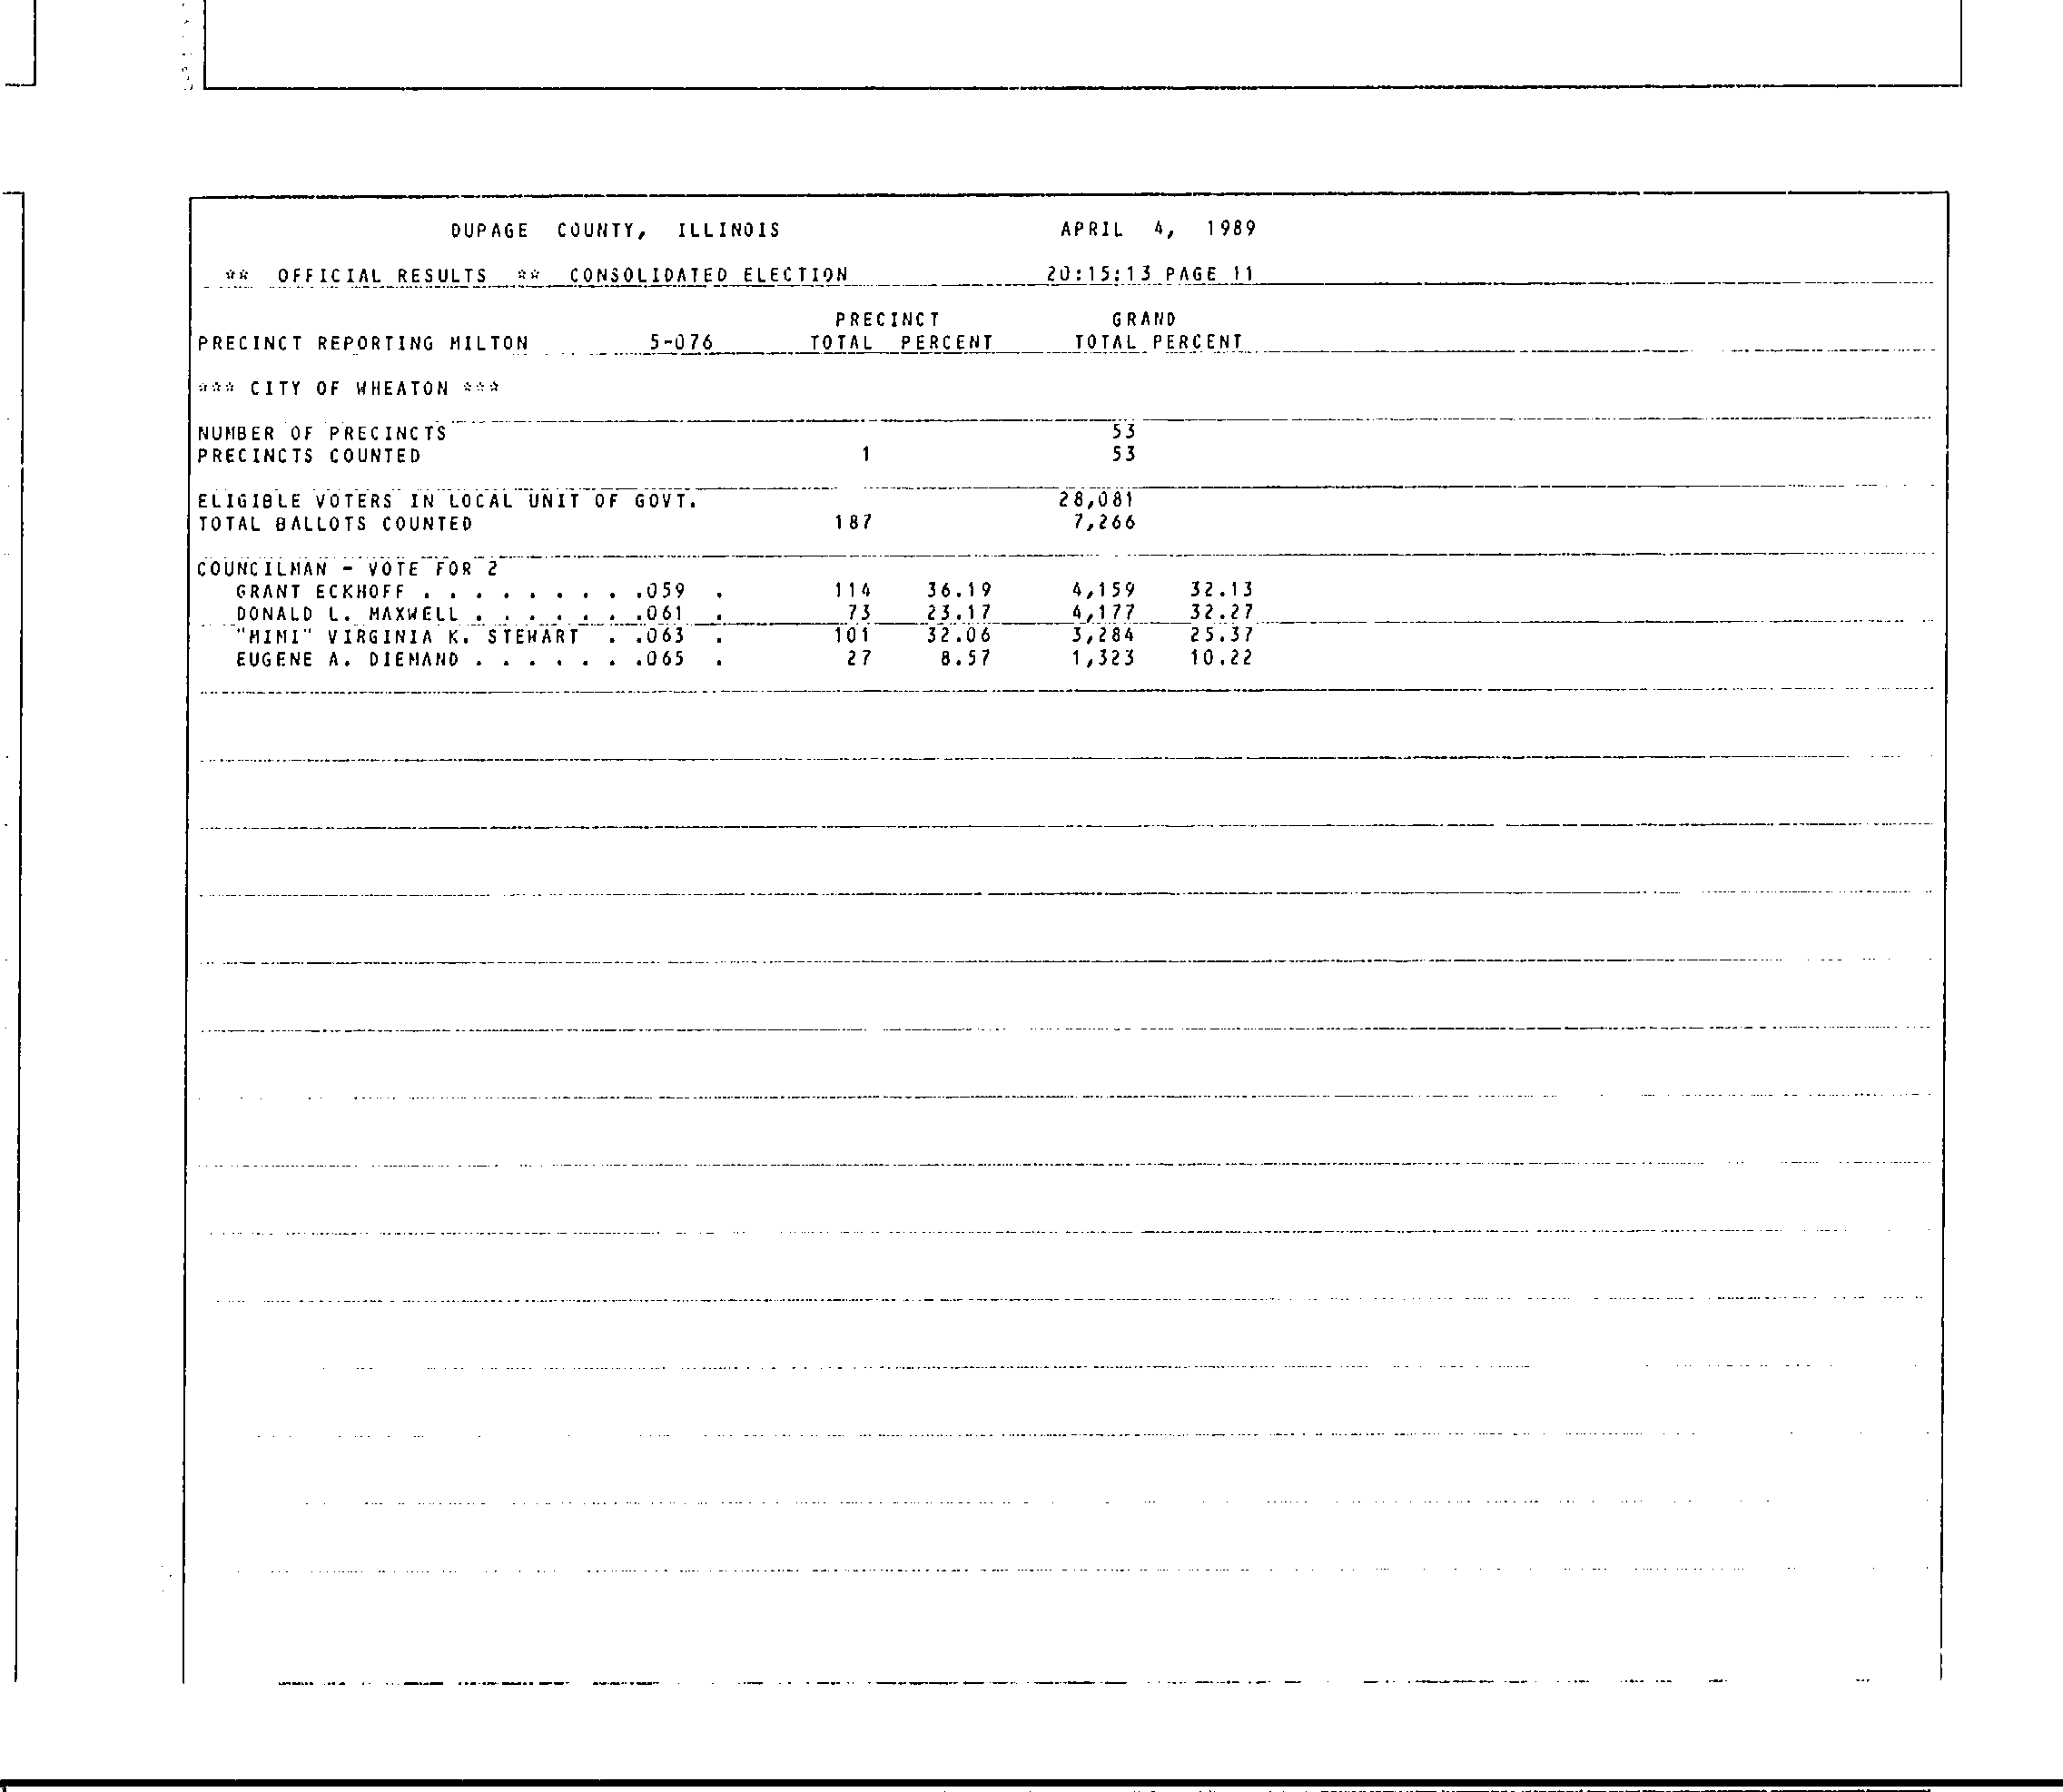 DUPAGE COUNTY, ILLINOIS APRIL 4, 1989
** OFFICIAL RESULTS ** CONSOLIDATED ELECTION 20:15:13 PAGE 11
PRECINCT GRAND
PRECINCT REPORTING MILTON 5-076 TOTAL PERCENT TOTAL PERCENT
*** CITY OF WHEATON ***
NUMBER OF PRECINCTS 53
PRECINCTS COUNTED 1 53
ELIGIBLE VOTERS IN LOCAL UNIT OF GOVT. 28,081
TOTAL BALLOTS COUNTED 187 7,266
COUNCILMAN - VOTE FOR 2
GRANT ECKHOFF . . . . . . . . .059 . 114 36.19 4,159 32.13
DONALD L. MAXWELL . . . . . . .061 . 73 23.17 4,177 32.27
"MIMI" VIRGINIA K. STEWART . .063 . 101 32.06 3,284 25.37
EUGENE A. DIEMAND . . . . . . .065 . 27 8.57 1,323 10.22